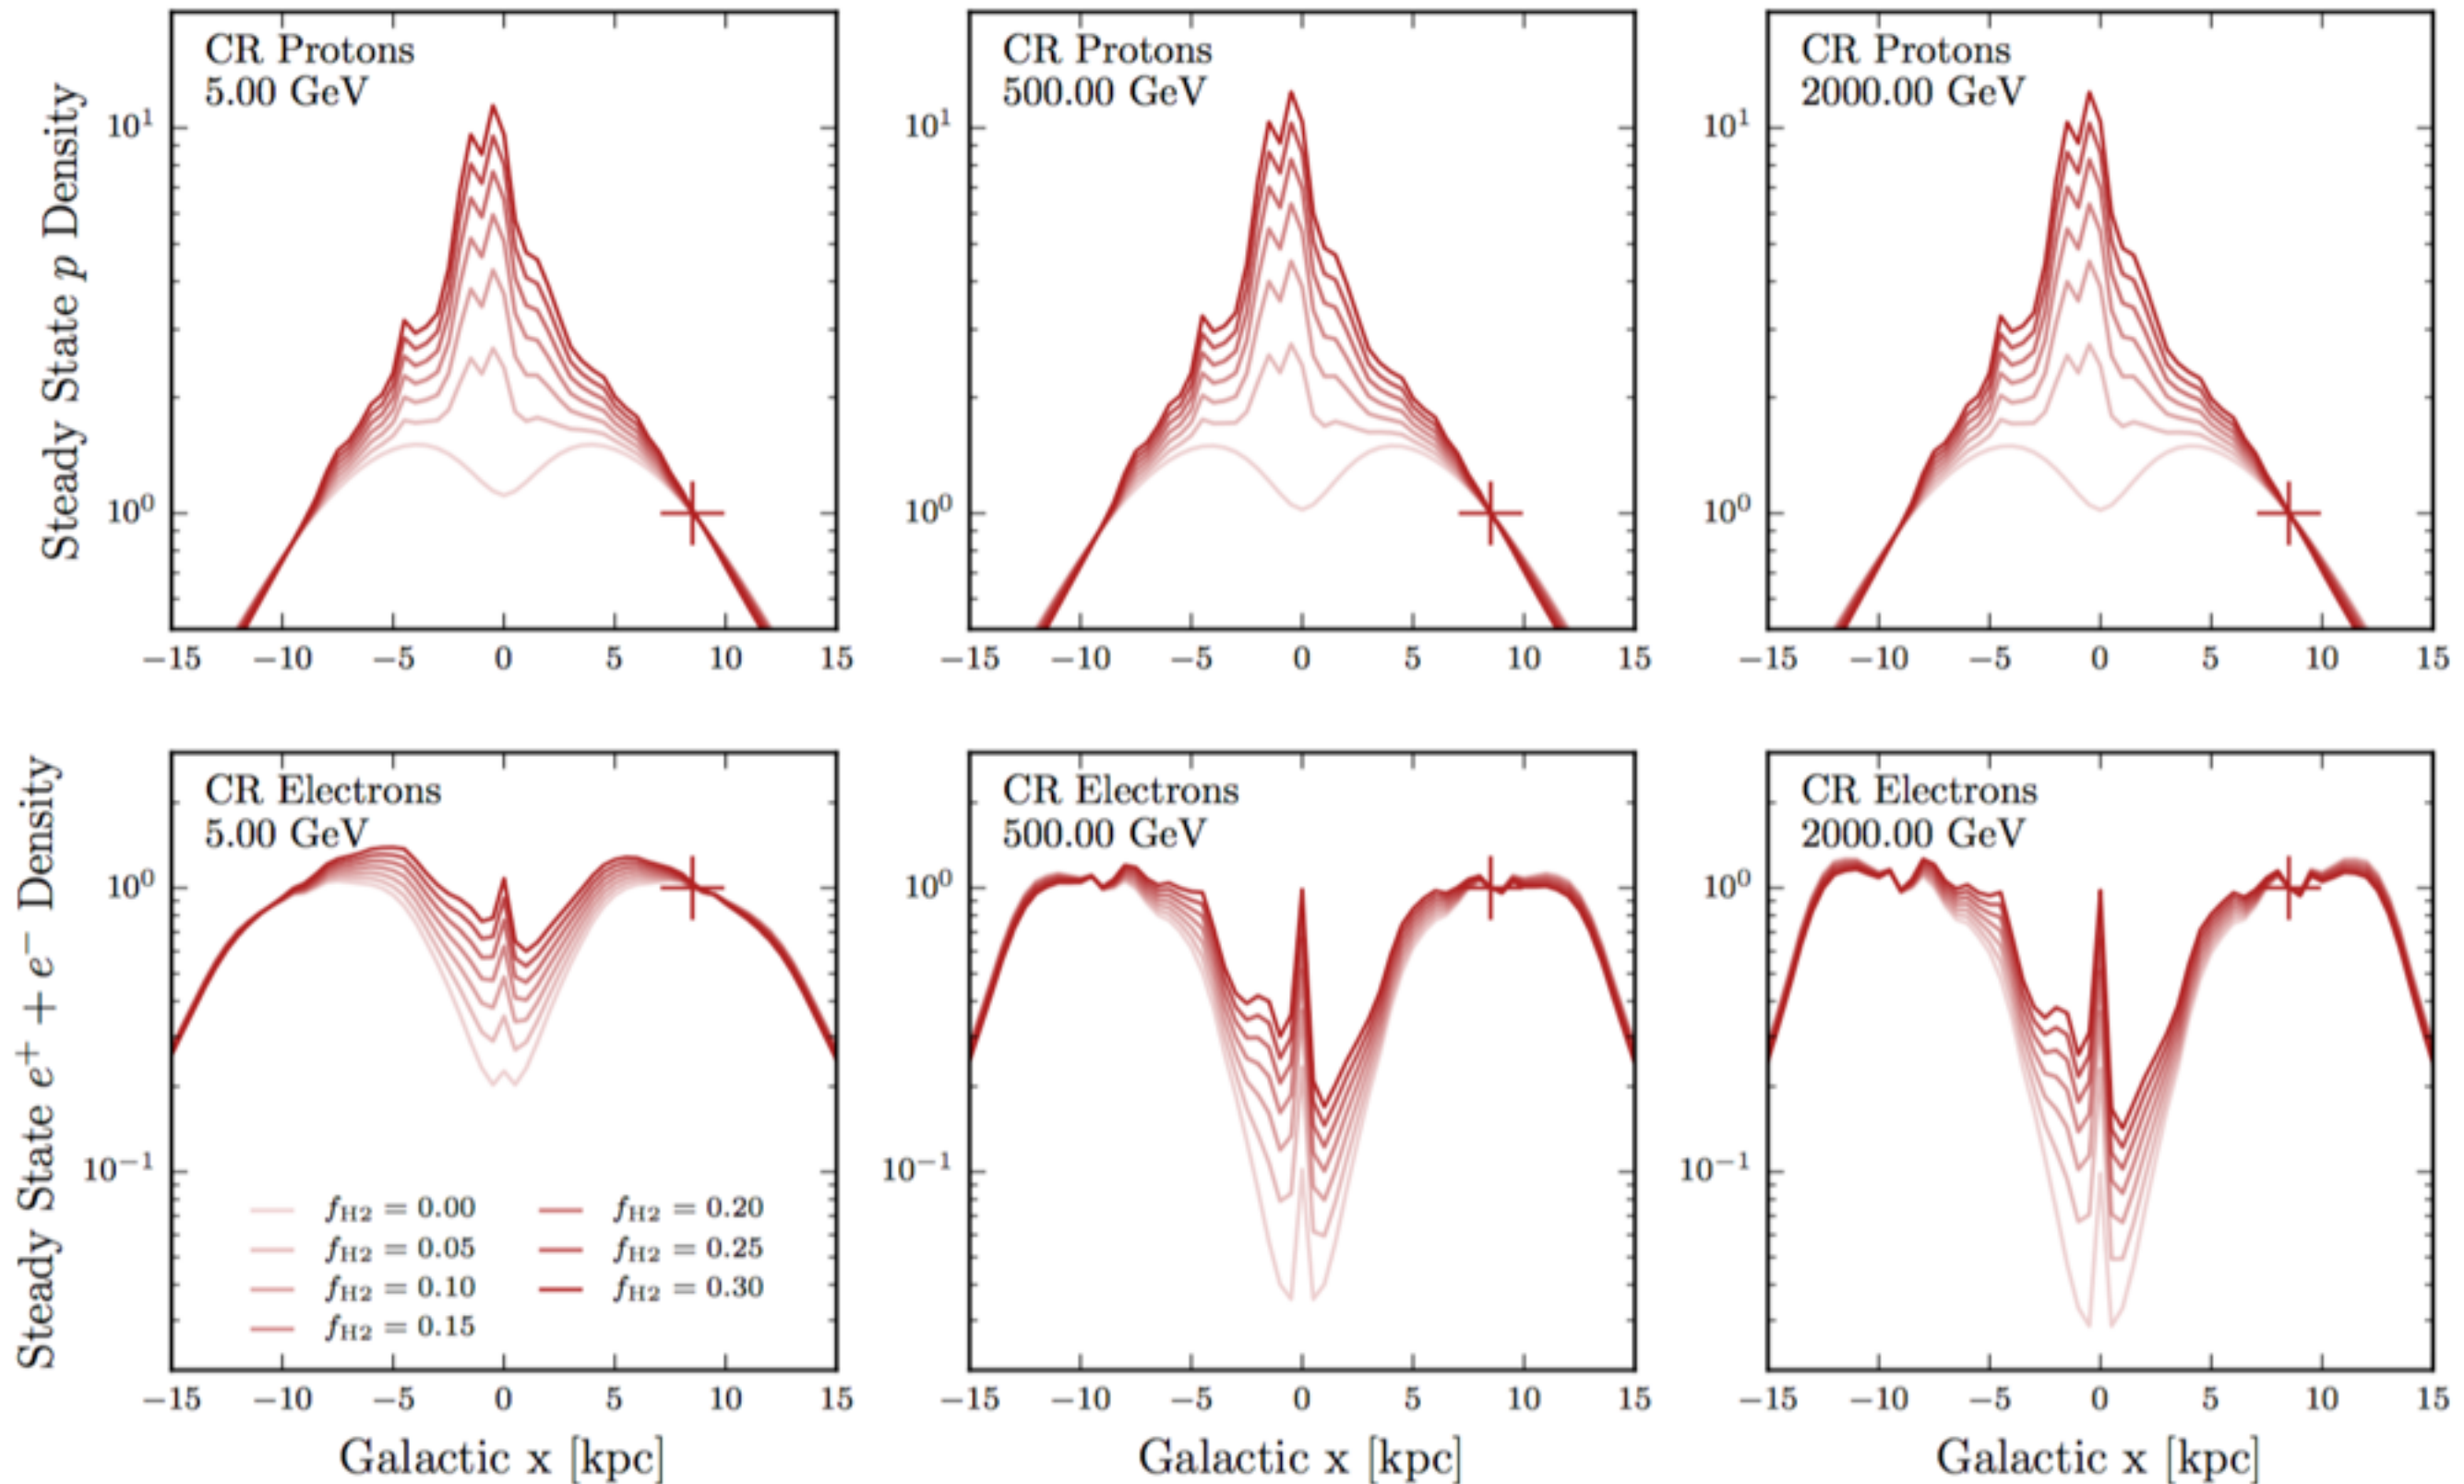 Steady State p Density
CR Protons
5.00 GeV
10¹
10⁰
−15 −10 −5 0 5 10 15
CR Protons
500.00 GeV
10¹
10⁰
−15 −10 −5 0 5 10 15
CR Protons
2000.00 GeV
10¹
10⁰
−15 −10 −5 0 5 10 15
Steady State e⁺ + e⁻ Density
CR Electrons
5.00 GeV
10⁰
10⁻¹
f_H2 = 0.00
f_H2 = 0.05
f_H2 = 0.10
f_H2 = 0.15
f_H2 = 0.20
f_H2 = 0.25
f_H2 = 0.30
−15 −10 −5 0 5 10 15
Galactic x [kpc]
CR Electrons
500.00 GeV
10⁰
10⁻¹
−15 −10 −5 0 5 10 15
Galactic x [kpc]
CR Electrons
2000.00 GeV
10⁰
10⁻¹
−15 −10 −5 0 5 10 15
Galactic x [kpc]